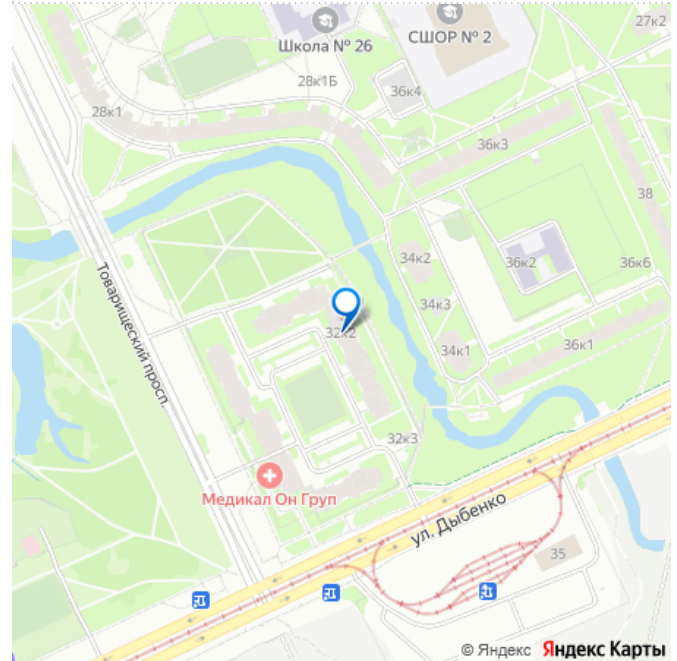 27к2
Школа № 26
СШОР № 2
28к1Б
36к4
28к1
36к3
38
34к2
36к2
36к6
Товарищеский просп.
34к3
32к2
34к1
36к1
32к3
Медикал Он Груп
ул. Дыбенко
35
© Яндекс Яндекс Карты